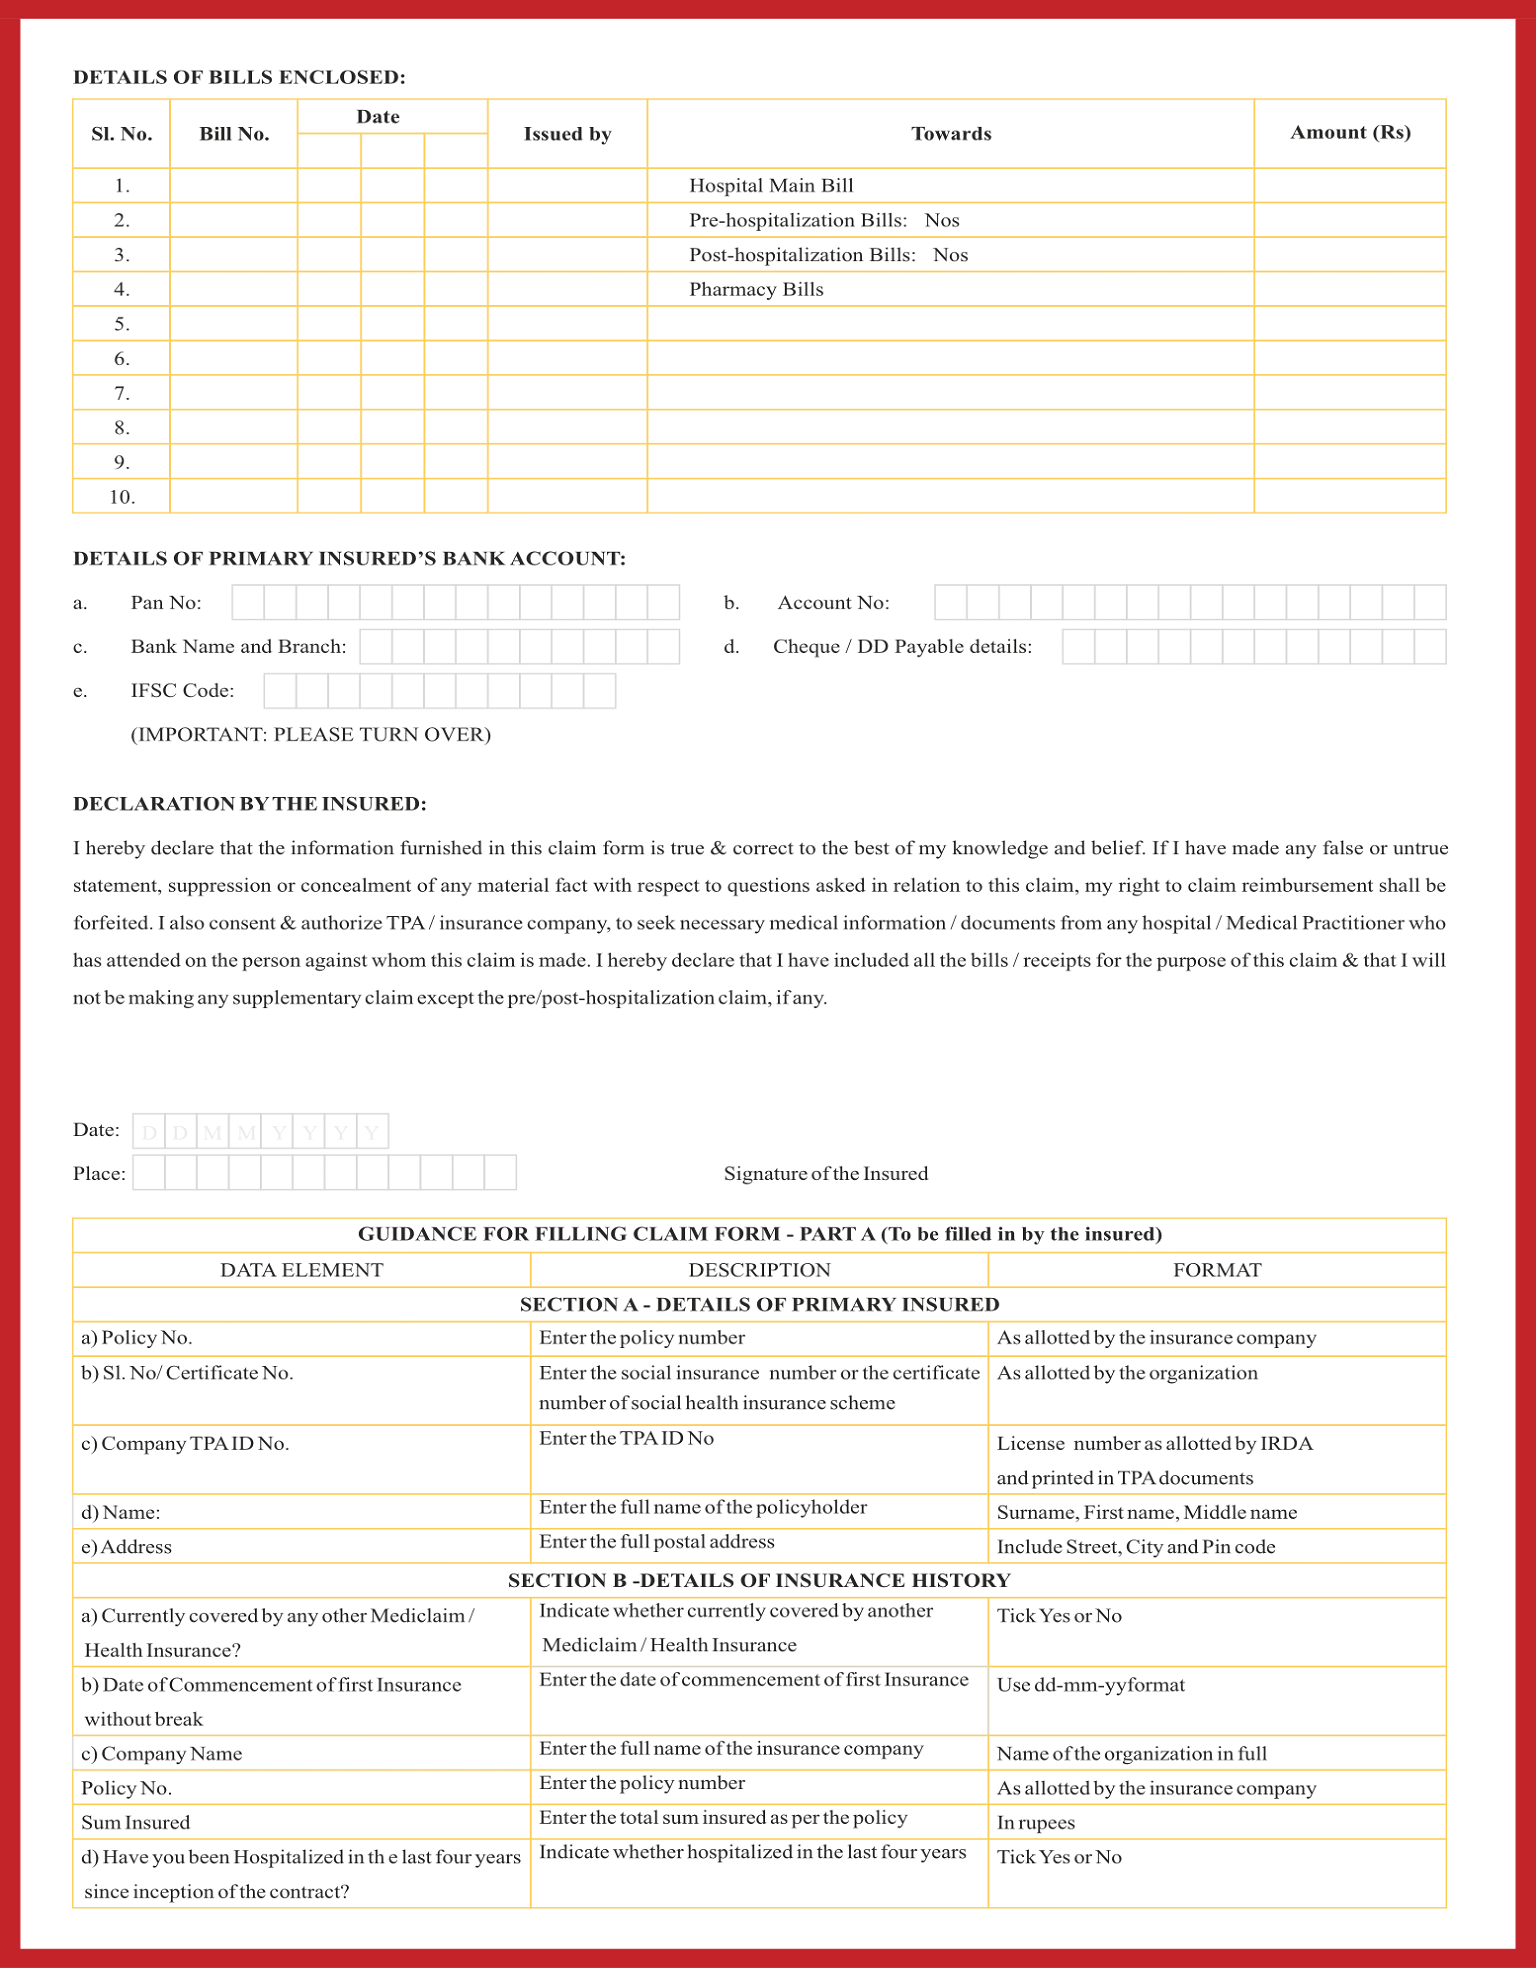 DETAILS OF BILLS ENCLOSED:
Sl. No. Bill No. Date Issued by Towards Amount (Rs)
1. Hospital Main Bill
2. Pre-hospitalization Bills: Nos
3. Post-hospitalization Bills: Nos
4. Pharmacy Bills
5.
6.
7.
8.
9.
10.
DETAILS OF PRIMARY INSURED’S BANK ACCOUNT:
a. Pan No: b. Account No:
c. Bank Name and Branch: d. Cheque / DD Payable details:
e. IFSC Code:
(IMPORTANT: PLEASE TURN OVER)
DECLARATION BY THE INSURED:
I hereby declare that the information furnished in this claim form is true & correct to the best of my knowledge and belief. If I have made any false or untrue
statement, suppression or concealment of any material fact with respect to questions asked in relation to this claim, my right to claim reimbursement shall be
forfeited. I also consent & authorize TPA / insurance company, to seek necessary medical information / documents from any hospital / Medical Practitioner who
has attended on the person against whom this claim is made. I hereby declare that I have included all the bills / receipts for the purpose of this claim & that I will
not be making any supplementary claim except the pre/post-hospitalization claim, if any.
Date: D D M M Y Y Y Y
Place: Signature of the Insured
GUIDANCE FOR FILLING CLAIM FORM - PART A (To be filled in by the insured)
DATA ELEMENT DESCRIPTION FORMAT
SECTION A - DETAILS OF PRIMARY INSURED
a) Policy No. Enter the policy number As allotted by the insurance company
b) Sl. No/ Certificate No. Enter the social insurance number or the certificate As allotted by the organization
number of social health insurance scheme
c) Company TPA ID No. Enter the TPA ID No License number as allotted by IRDA
and printed in TPA documents
d) Name: Enter the full name of the policyholder Surname, First name, Middle name
e) Address Enter the full postal address Include Street, City and Pin code
SECTION B -DETAILS OF INSURANCE HISTORY
a) Currently covered by any other Mediclaim / Indicate whether currently covered by another Tick Yes or No
Health Insurance? Mediclaim / Health Insurance
b) Date of Commencement of first Insurance Enter the date of commencement of first Insurance Use dd-mm-yyformat
without break
c) Company Name Enter the full name of the insurance company Name of the organization in full
Policy No. Enter the policy number As allotted by the insurance company
Sum Insured Enter the total sum insured as per the policy In rupees
d) Have you been Hospitalized in th e last four years Indicate whether hospitalized in the last four years Tick Yes or No
since inception of the contract?